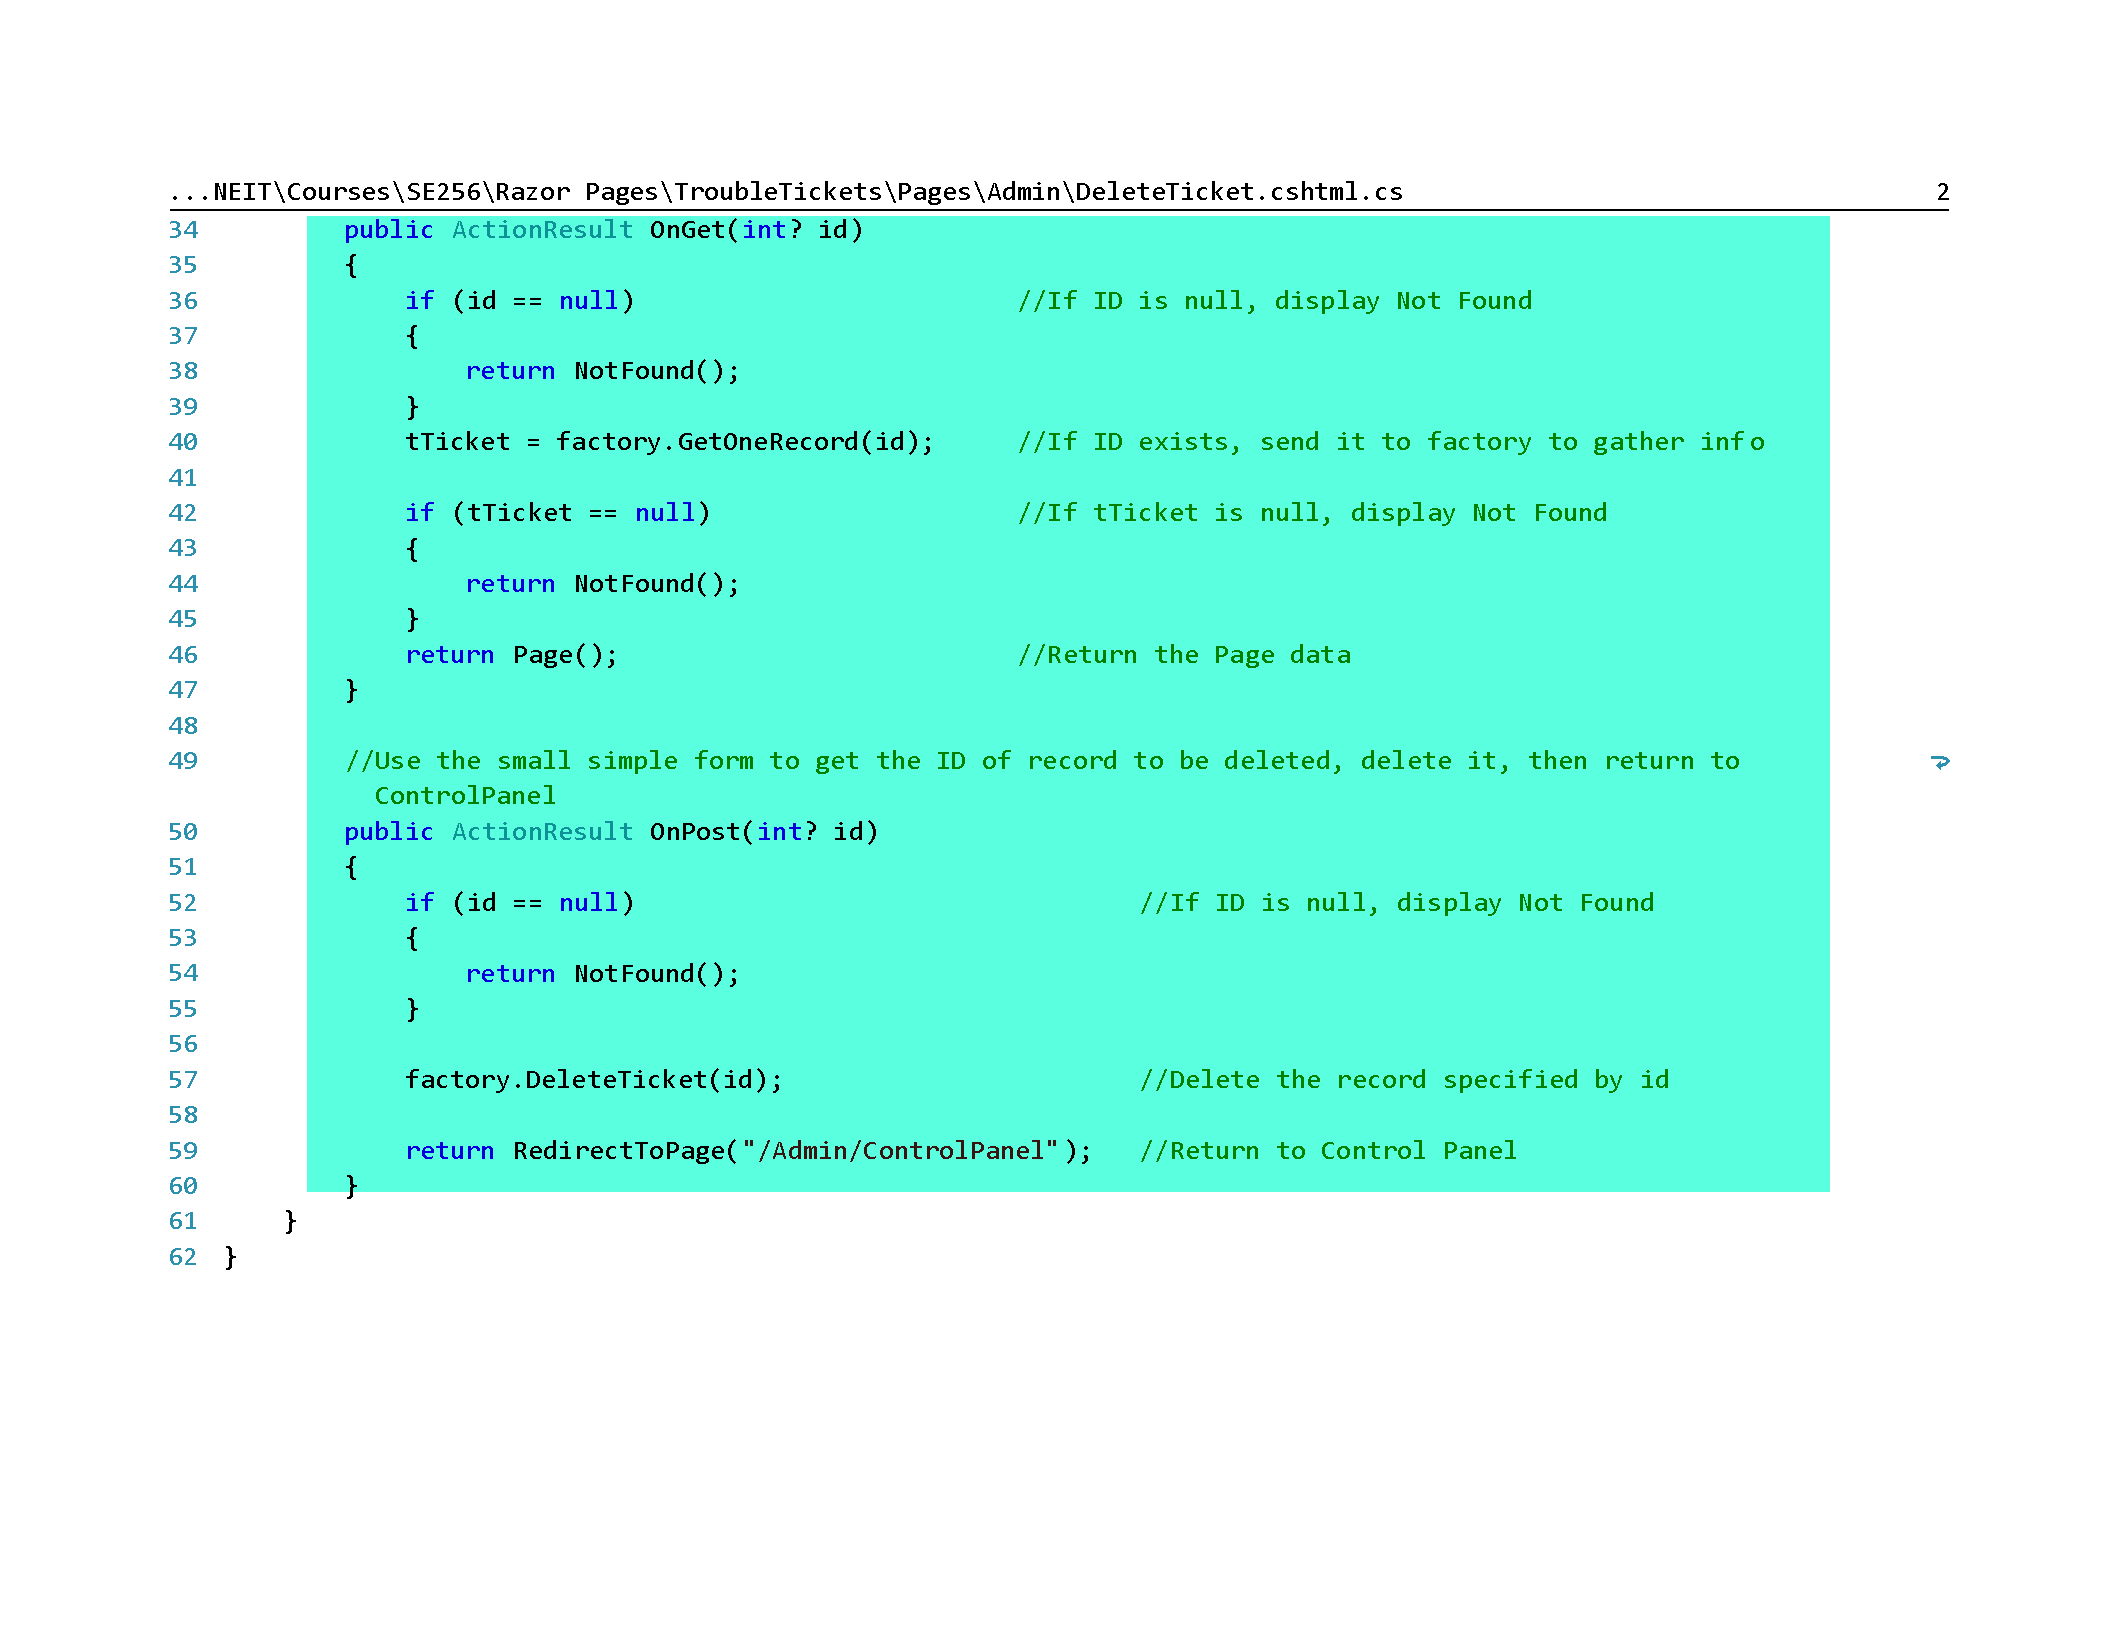 ...NEIT\Courses\SE256\Razor Pages\TroubleTickets\Pages\Admin\DeleteTicket.cshtml.cs 2
34 public ActionResult OnGet(int? id)
35 {
36 if (id == null) //If ID is null, display Not Found
37 {
38 return NotFound();
39 }
40 tTicket = factory.GetOneRecord(id); //If ID exists, send it to factory to gather info
41
42 if (tTicket == null) //If tTicket is null, display Not Found
43 {
44 return NotFound();
45 }
46 return Page(); //Return the Page data
47 }
48
49 //Use the small simple form to get the ID of record to be deleted, delete it, then return to
ControlPanel
50 public ActionResult OnPost(int? id)
51 {
52 if (id == null) //If ID is null, display Not Found
53 {
54 return NotFound();
55 }
56
57 factory.DeleteTicket(id); //Delete the record specified by id
58
59 return RedirectToPage("/Admin/ControlPanel"); //Return to Control Panel
60 }
61 }
62 }